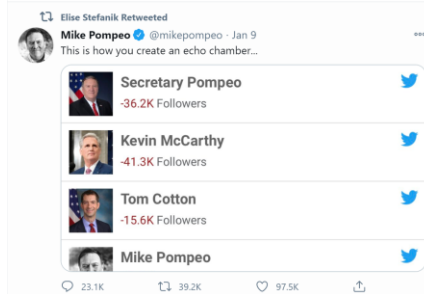 Elise Stefanik Retweeted
Mike Pompeo @mikepompeo · Jan 9
This is how you create an echo chamber...
Secretary Pompeo
-36.2K Followers
Kevin McCarthy
-41.3K Followers
Tom Cotton
-15.6K Followers
Mike Pompeo
23.1K 39.2K 97.5K